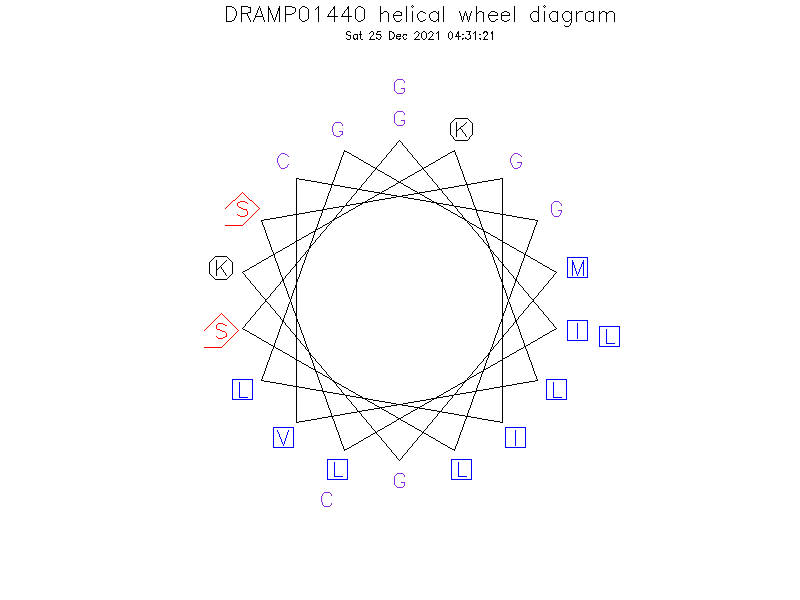 DRAMP01440 helical wheel diagram
Sat 25 Dec 2021 04:31:21
G
G
G K
C G
S G
K M
S I L
L L
V I
L G L
C